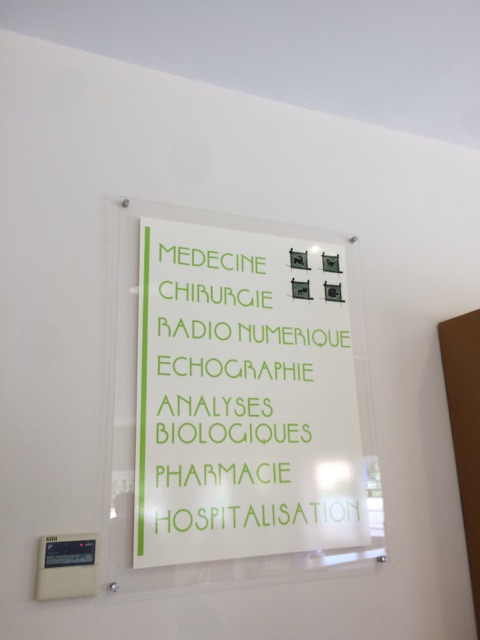 MEDECINE
CHIRURGIE
RADIO NUMERIQUE
ECHOGRAPHIE
ANALYSES
BIOLOGIQUES
PHARMACIE
HOSPITALISATION